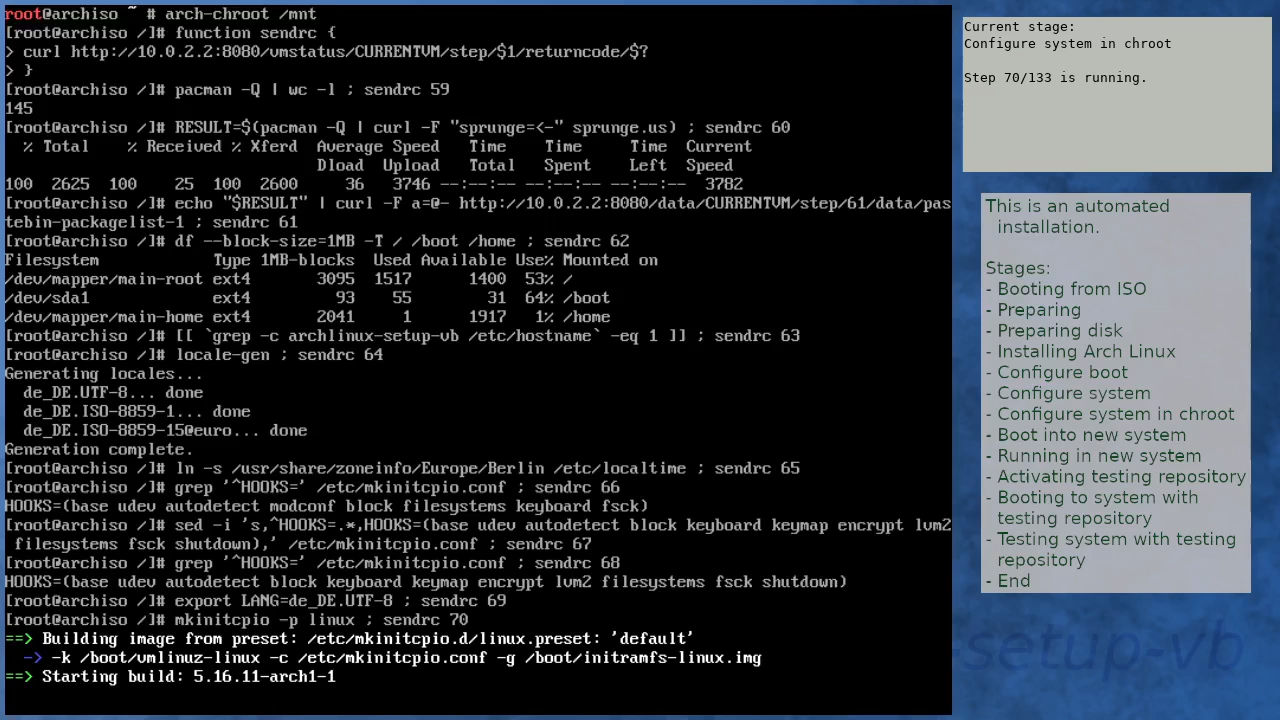 root@archiso ~ # arch-chroot /mnt
[root@archiso /]# function sendrc {
> curl http://10.0.2.2:8080/vmstatus/CURRENTVM/step/$1/returncode/$?
> }
[root@archiso /]# pacman -Q | wc -l ; sendrc 59
145
[root@archiso /]# RESULT=$(pacman -Q | curl -F "sprunge=<-" sprunge.us) ; sendrc 60
  % Total    % Received % Xferd  Average Speed   Time    Time     Time  Current
                                 Dload  Upload   Total   Spent    Left  Speed
100  2625  100    25  100  2600     36   3746 --:--:-- --:--:-- --:--:--  3782
[root@archiso /]# echo "$RESULT" | curl -F a=@- http://10.0.2.2:8080/data/CURRENTVM/step/61/data/pas
tebin-packagelist-1 ; sendrc 61
[root@archiso /]# df --block-size=1MB -T / /boot /home ; sendrc 62
Filesystem            Type 1MB-blocks  Used Available Use% Mounted on
/dev/mapper/main-root ext4       3095  1517      1400  53% /
/dev/sda1             ext4         93    55        31  64% /boot
/dev/mapper/main-home ext4       2041     1      1917   1% /home
[root@archiso /]# [[ `grep -c archlinux-setup-vb /etc/hostname` -eq 1 ]] ; sendrc 63
[root@archiso /]# locale-gen ; sendrc 64
Generating locales...
  de_DE.UTF-8... done
  de_DE.ISO-8859-1... done
  de_DE.ISO-8859-15@euro... done
Generation complete.
[root@archiso /]# ln -s /usr/share/zoneinfo/Europe/Berlin /etc/localtime ; sendrc 65
[root@archiso /]# grep '^HOOKS=' /etc/mkinitcpio.conf ; sendrc 66
HOOKS=(base udev autodetect modconf block filesystems keyboard fsck)
[root@archiso /]# sed -i 's,^HOOKS=.*,HOOKS=(base udev autodetect block keyboard keymap encrypt lvm2
 filesystems fsck shutdown),' /etc/mkinitcpio.conf ; sendrc 67
[root@archiso /]# grep '^HOOKS=' /etc/mkinitcpio.conf ; sendrc 68
HOOKS=(base udev autodetect block keyboard keymap encrypt lvm2 filesystems fsck shutdown)
[root@archiso /]# export LANG=de_DE.UTF-8 ; sendrc 69
[root@archiso /]# mkinitcpio -p linux ; sendrc 70
==> Building image from preset: /etc/mkinitcpio.d/linux.preset: 'default'
  -> -k /boot/vmlinuz-linux -c /etc/mkinitcpio.conf -g /boot/initramfs-linux.img
==> Starting build: 5.16.11-arch1-1
Current stage:
Configure system in chroot
Step 70/133 is running.
This is an automated
installation.
Stages:
- Booting from ISO
- Preparing
- Preparing disk
- Installing Arch Linux
- Configure boot
- Configure system
- Configure system in chroot
- Boot into new system
- Running in new system
- Activating testing repository
- Booting to system with
testing repository
- Testing system with testing
repository
- End
-setup-vb